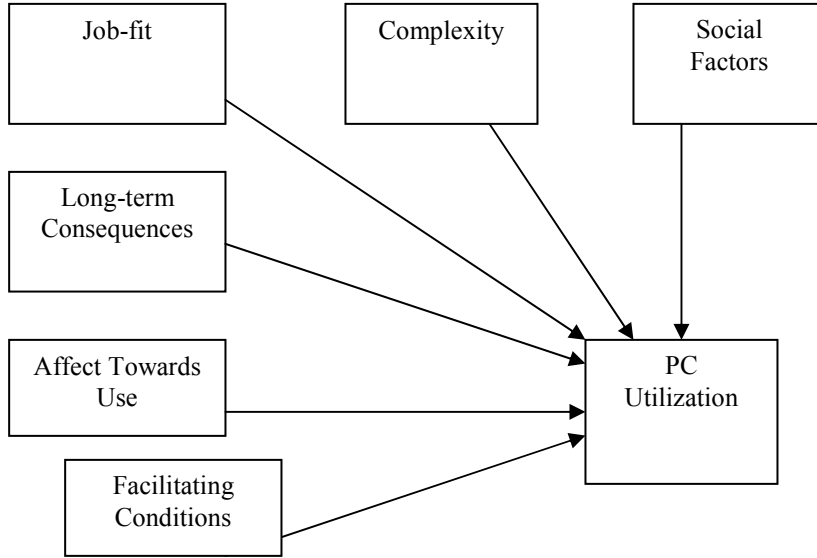 Job-fit
Complexity
Social
Factors
Long-term
Consequences
Affect Towards
Use
PC
Utilization
Facilitating
Conditions